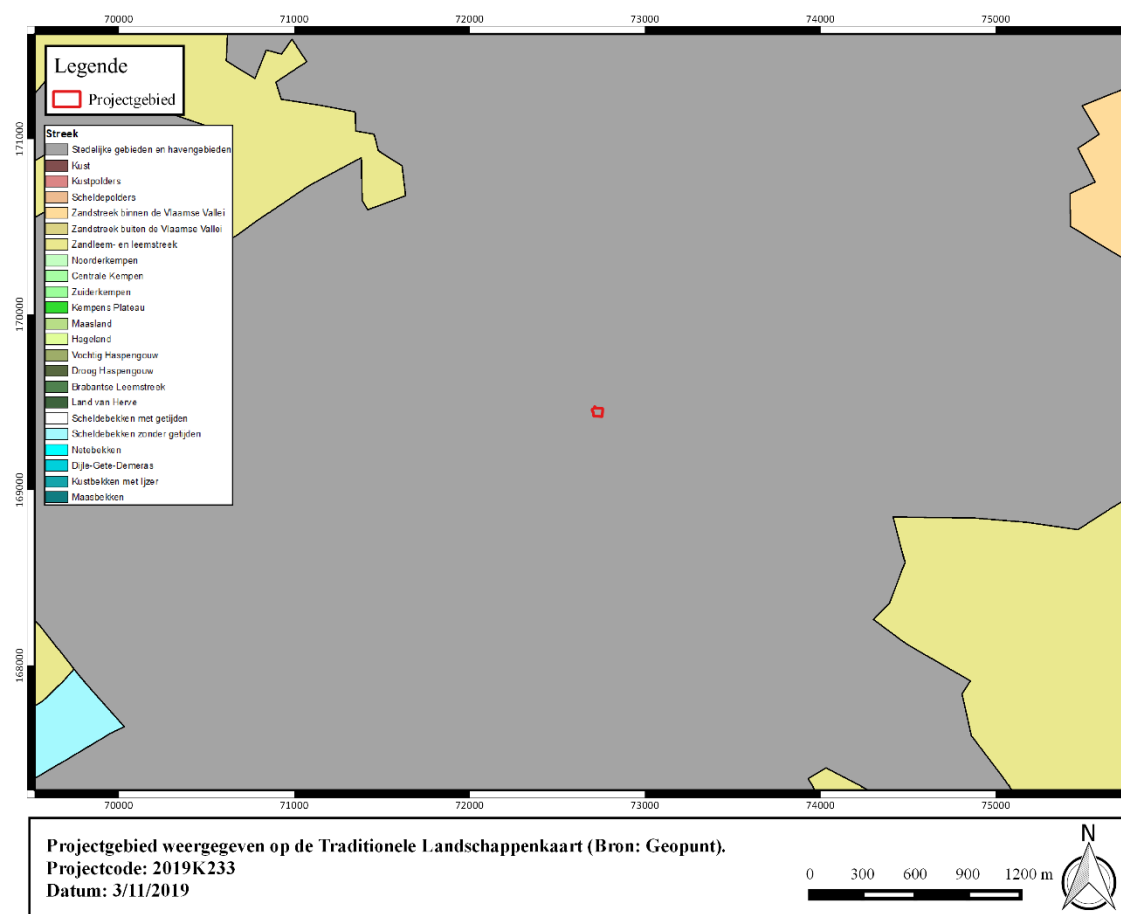 70000 71000 72000 73000 74000 75000
Legende
Projectgebied
Streek
Stedelijke gebieden en havengebieden
Kust
Kustpolders
Scheldepolders
Zandstreek binnen de Vlaamse Vallei
Zandstreek buiten de Vlaamse Vallei
Zandleem- en leemstreek
Noorderkempen
Centrale Kempen
Zuiderkempen
Kempens Plateau
Maasland
Hageland
Vochtig Haspengouw
Droog Haspengouw
Brabantse Leemstreek
Land van Herve
Scheldebekken met getijden
Scheldebekken zonder getijden
Netebekken
Dijle-Gete-Demeras
Kustbekken met Ijzer
Maasbekken
171000
170000
169000
168000
171000
170000
169000
168000
70000 71000 72000 73000 74000 75000
Projectgebied weergegeven op de Traditionele Landschappenkaart (Bron: Geopunt).
Projectcode: 2019K233
Datum: 3/11/2019
0 300 600 900 1200 m
N